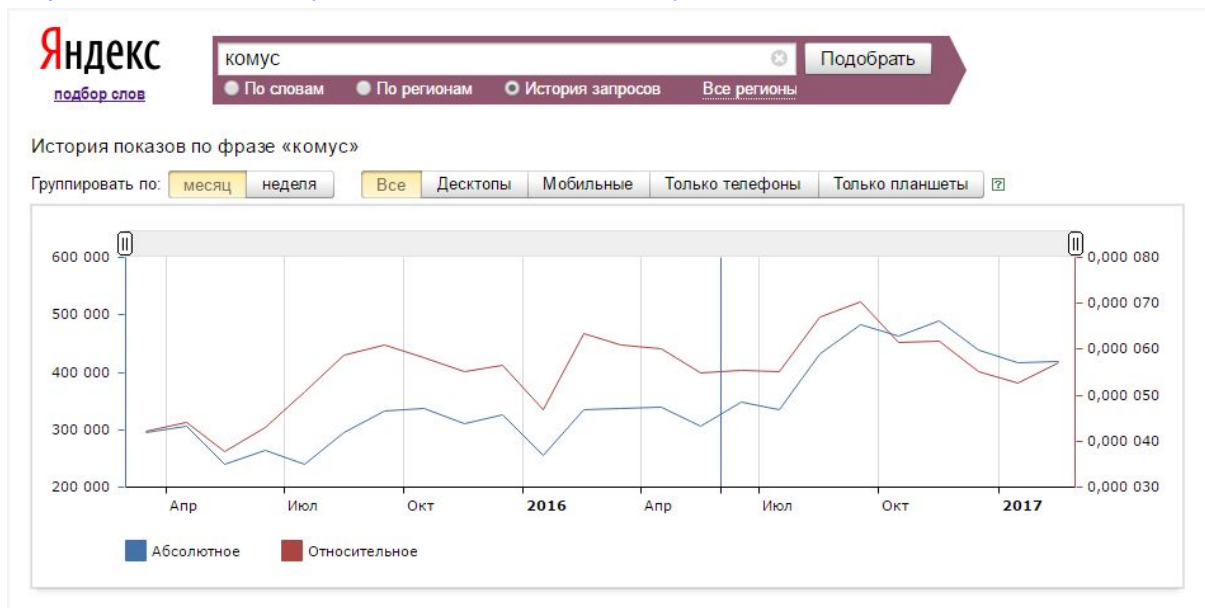 Яндекс
подбор слов
комус
Подобрать
По словам По регионам История запросов Все регионы
История показов по фразе «комус»
Группировать по: месяц неделя Все Десктопы Мобильные Только телефоны Только планшеты ?
600 000 0,000 080
0,000 070
500 000
0,000 060
400 000
0,000 050
300 000
0,000 040
200 000 0,000 030
Апр Июл Окт 2016 Апр Июл Окт 2017
Абсолютное Относительное